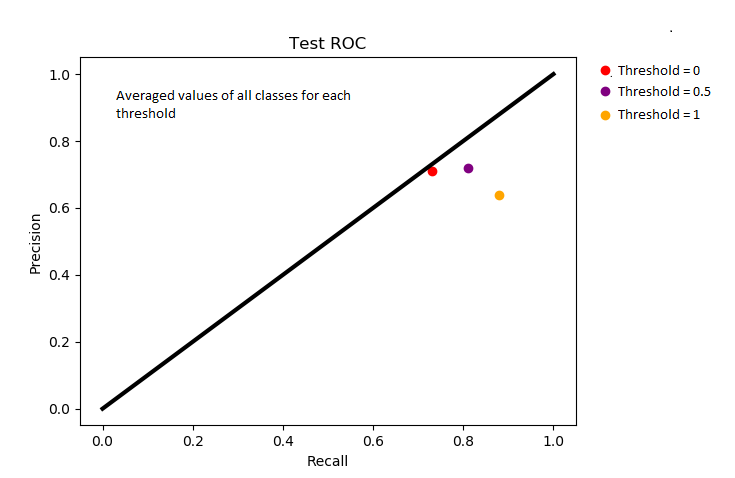 Test ROC
Threshold = 0
Threshold = 0.5
Threshold = 1
Averaged values of all classes for each
threshold
1.0
0.8
0.6
0.4
0.2
0.0
Precision
0.0 0.2 0.4 0.6 0.8 1.0
Recall